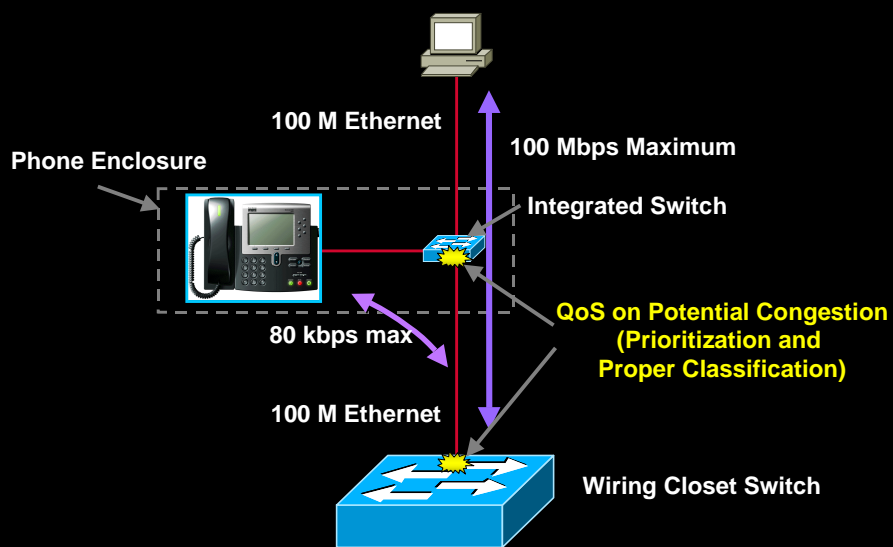 100 M Ethernet
100 Mbps Maximum
Phone Enclosure
Integrated Switch
QoS on Potential Congestion
(Prioritization and
Proper Classification)
80 kbps max
100 M Ethernet
Wiring Closet Switch